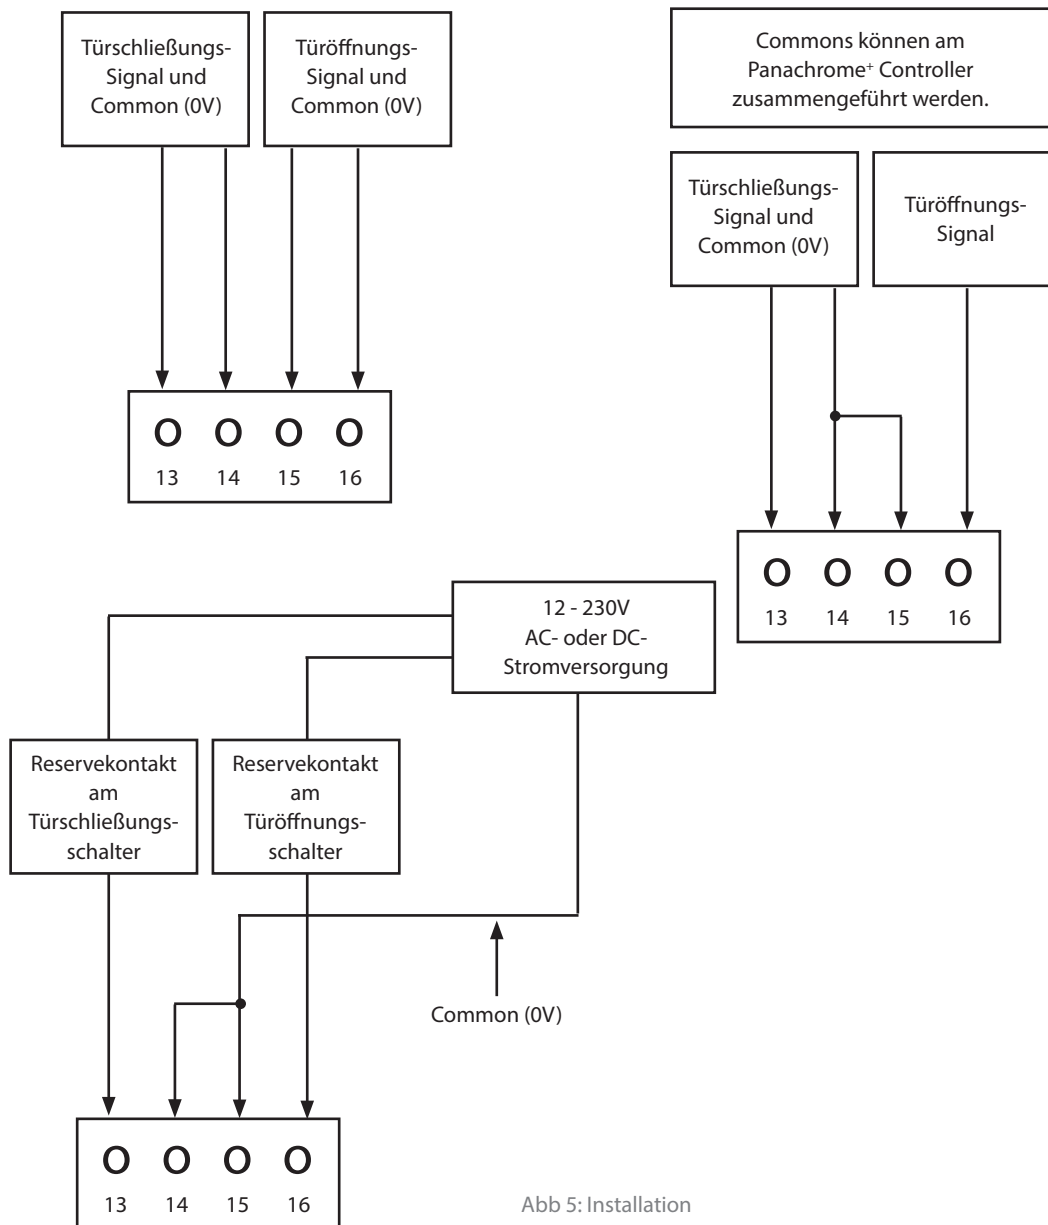 Türschließungs-
Signal und
Common (0V)
Türöffnungs-
Signal und
Common (0V)
13 14 15 16
Commons können am
Panachrome⁺ Controller
zusammengeführt werden.
Türschließungs-
Signal und
Common (0V)
Türöffnungs-
Signal
13 14 15 16
12 - 230V
AC- oder DC-
Stromversorgung
Reservekontakt
am
Türschließungs-
schalter
Reservekontakt
am
Türöffnungs-
schalter
Common (0V)
13 14 15 16
Abb 5: Installation